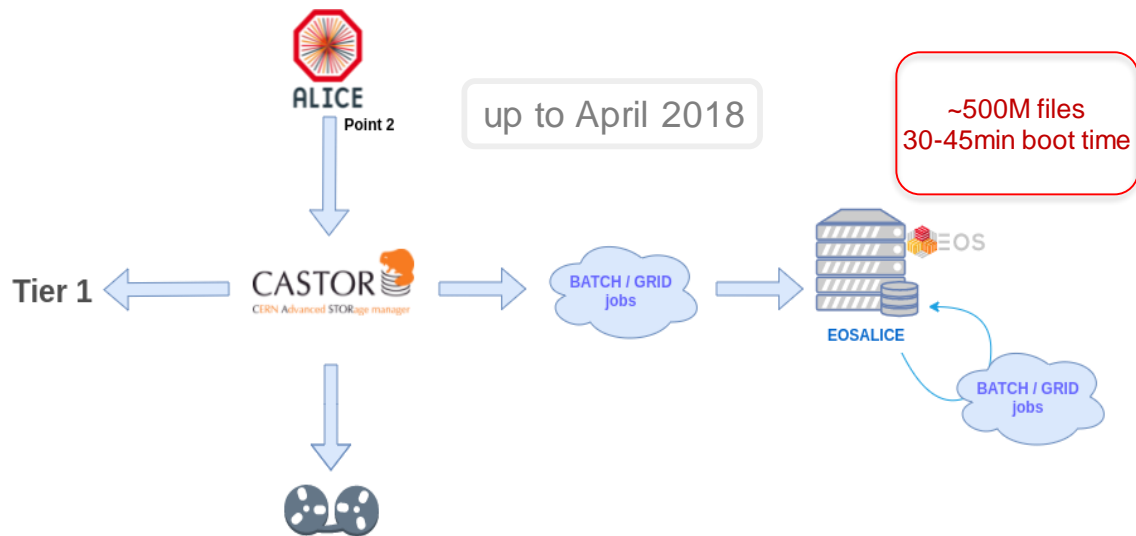 ALICE
Point 2
up to April 2018
~500M files
30-45min boot time
Tier 1
CASTOR
CERN Advanced STORage manager
BATCH / GRID
jobs
EOS
EOSALICE
BATCH / GRID
jobs